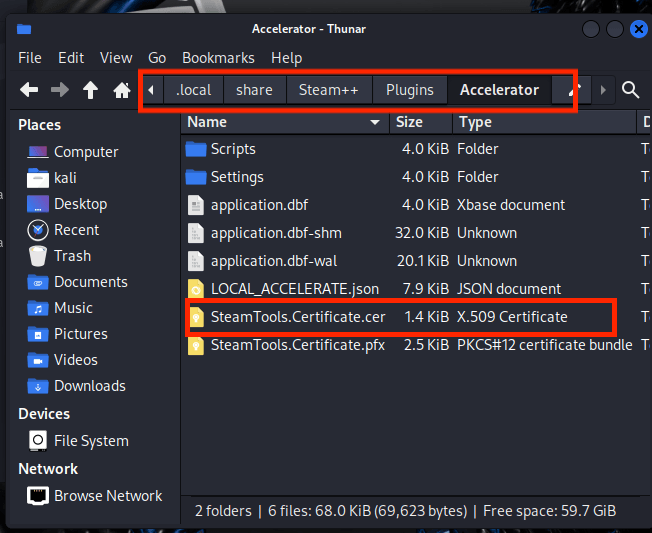 Accelerator - Thunar
File Edit View Go Bookmarks Help
.local share Steam++ Plugins Accelerator
Places
Computer
kali
Desktop
Recent
Trash
Documents
Music
Pictures
Videos
Downloads
Devices
File System
Network
Browse Network
Name Size Type D
Scripts 4.0 KiB Folder T
Settings 4.0 KiB Folder T
application.dbf 4.0 KiB Xbase document T
application.dbf-shm 32.0 KiB Unknown T
application.dbf-wal 20.1 KiB Unknown T
LOCAL_ACCELERATE.json 7.9 KiB JSON document T
SteamTools.Certificate.cer 1.4 KiB X.509 Certificate T
SteamTools.Certificate.pfx 2.5 KiB PKCS#12 certificate bundle T
2 folders | 6 files: 68.0 KiB (69,623 bytes) | Free space: 59.7 GiB